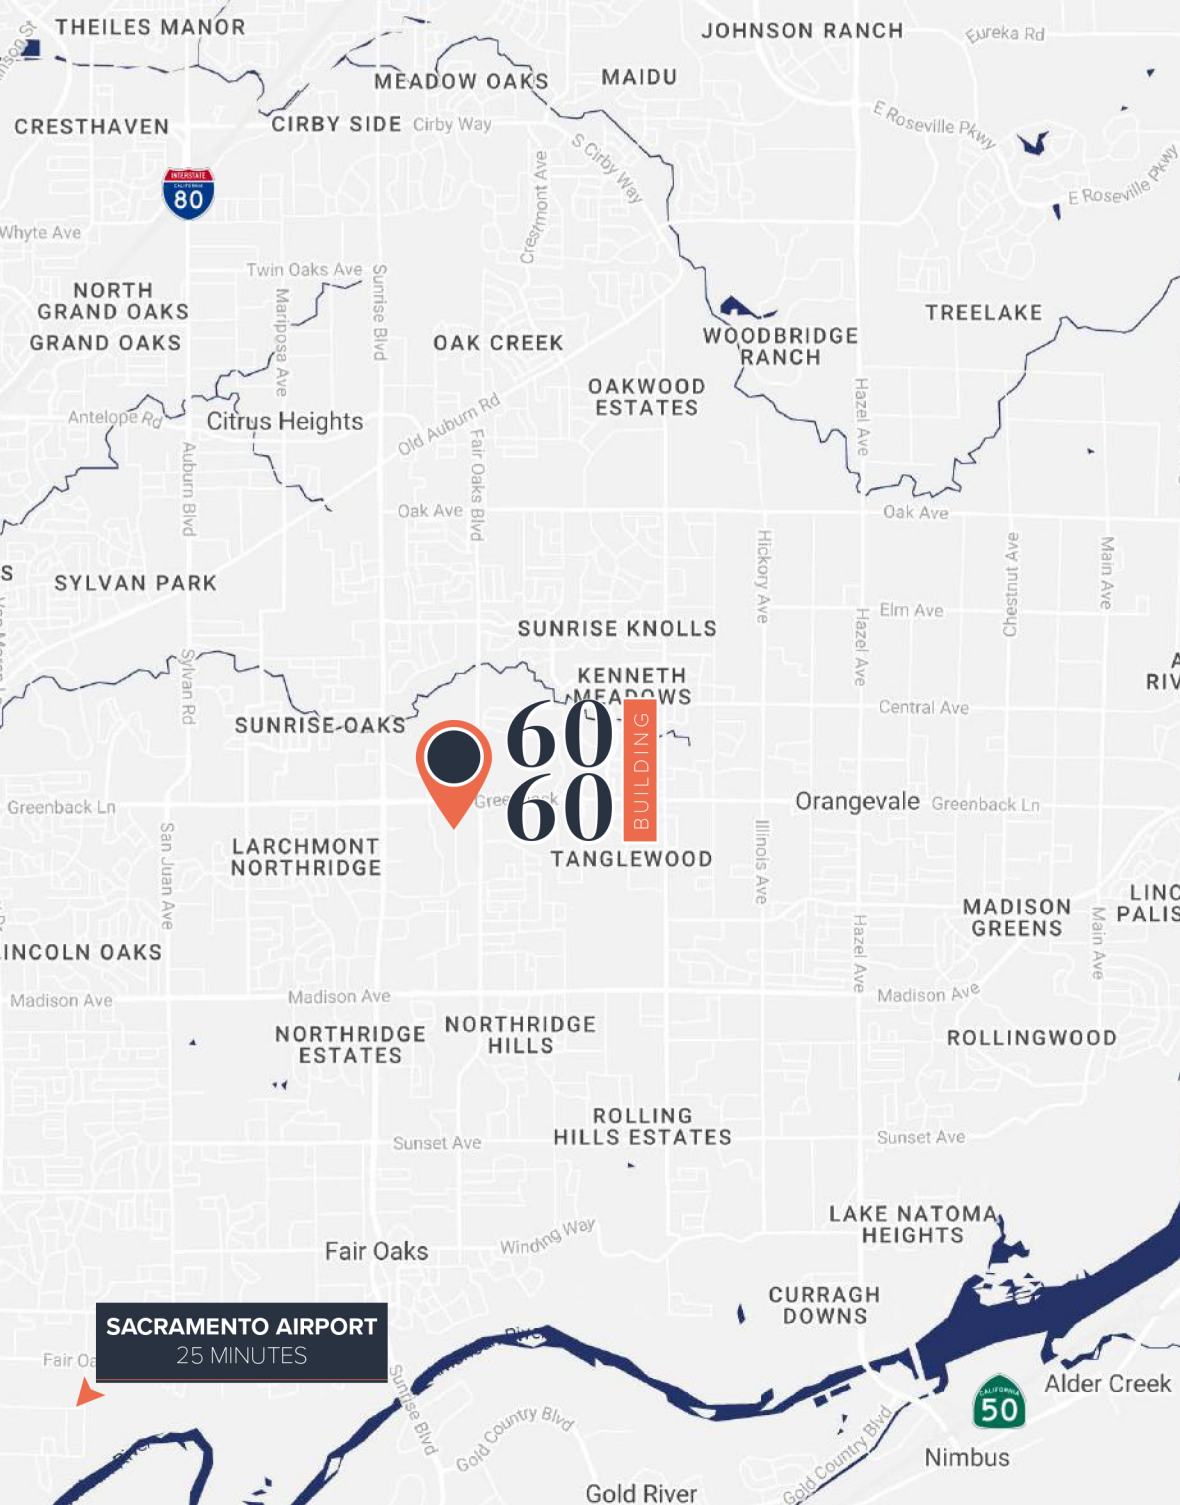 THEILES MANOR
JOHNSON RANCH
Eureka Rd
MEADOW OAKS
MAIDU
CRESTHAVEN
CIRBY SIDE
Cirby Way
E Roseville Pkwy
S Cirby Way
E Roseville Pkwy
INTERSTATE
CALIFORNIA
80
Crestmont Ave
Whyte Ave
Twin Oaks Ave
Sunrise Blvd
Mariposa Ave
NORTH
GRAND OAKS
GRAND OAKS
OAK CREEK
TREELAKE
WOODBRIDGE
RANCH
OAKWOOD
ESTATES
Hazel Ave
Antelope Rd
Citrus Heights
Old Auburn Rd
Fair Oaks Blvd
Auburn Blvd
Oak Ave
Oak Ave
Hickory Ave
Chestnut Ave
Main Ave
S
SYLVAN PARK
Elm Ave
Hazel Ave
SUNRISE KNOLLS
KENNETH
MEADOWS
RIV
Sylvan Rd
SUNRISE OAKS
Central Ave
60
60
BUILDING
Greenback Ln
Orangevale
Greenback Ln
San Juan Ave
LARCHMONT
NORTHRIDGE
TANGLEWOOD
Illinois Ave
MADISON
GREENS
LINC
PALIS
Hazel Ave
Main Ave
INCOLN OAKS
Madison Ave
Madison Ave
Madison Ave
NORTHRIDGE
ESTATES
NORTHRIDGE
HILLS
ROLLINGWOOD
ROLLING
HILLS ESTATES
Sunset Ave
Sunset Ave
LAKE NATOMA
HEIGHTS
Winding Way
Fair Oaks
CURRAGH
DOWNS
SACRAMENTO AIRPORT
25 MINUTES
Fair Oa
Sunrise Blvd
Alder Creek
CALIFORNIA
50
Gold Country Blvd
Gold Country Blvd
Nimbus
Gold River